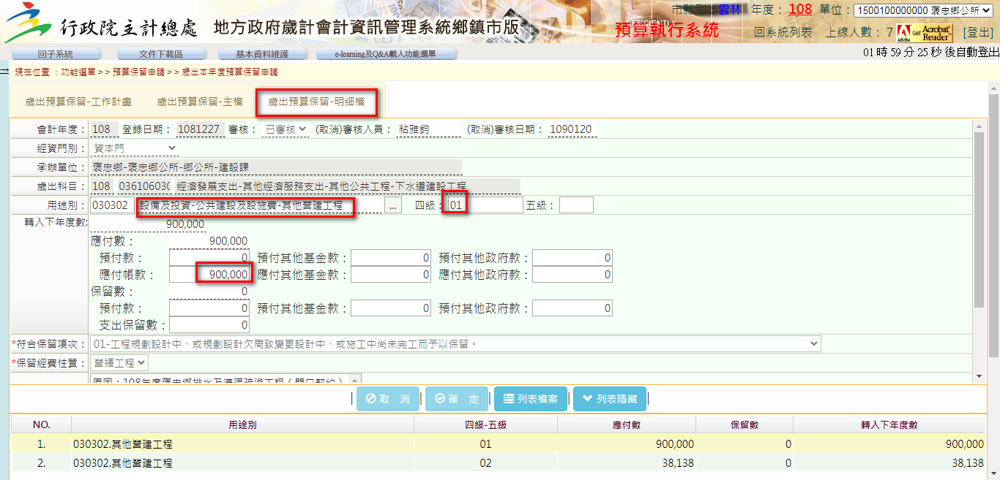 行政院主計總處 地方政府歲計會計資訊管理系統鄉鎮市版
市縣別：雲林 年度：108 單位：1500100000000 褒忠鄉公所
預算執行系統 回系統列表 上線人數：7 Get Acrobat Reader Adobe [登出]
回子系統 文件下載區 基本資料維護 e-learning及Q&A載入功能選單 01 時 59 分 25 秒 後自動登出
現在位置 ：功能選單>>預算保留申請>>歲出本年度預算保留申請
歲出預算保留-工作計畫 歲出預算保留-主檔 歲出預算保留-明細檔
會計年度：108 登錄日期：1081227 審核：已審核 (取消)審核人員：粘雅鈞 (取消)審核日期：1090120
經資門別：資本門
承辦單位：褒忠鄉-褒忠鄉公所-鄉公所-建設課
歲出科目：108 03610603( 經濟發展支出-其他經濟服務支出-其他公共工程-下水道建設工程
用途別：030302 設備及投資-公共建設及設施費-其他營建工程 ... 四級：01 五級：
轉入下年度數: 900,000
應付數： 900,000
預付款： 0 預付其他基金款： 0 預付其他政府款： 0
應付帳款： 900,000 應付其他基金款： 0 應付其他政府款： 0
保留數： 0
預付款： 0 預付其他基金款： 0 預付其他政府款： 0
支出保留數： 0
*符合保留項次：01-工程規劃設計中、或規劃設計欠周致變更設計中、或施工中尚未完工而予以保留。
*保留經費性質：營繕工程
原因：108年度褒忠鄉排水及溝渠疏浚工程（開口契約）
取 消 確 定 列表檔案 列表隱藏
NO. 用途別 四級-五級 應付數 保留數 轉入下年度數
1. 030302.其他營建工程 01 900,000 0 900,000
2. 030302.其他營建工程 02 38,138 0 38,138